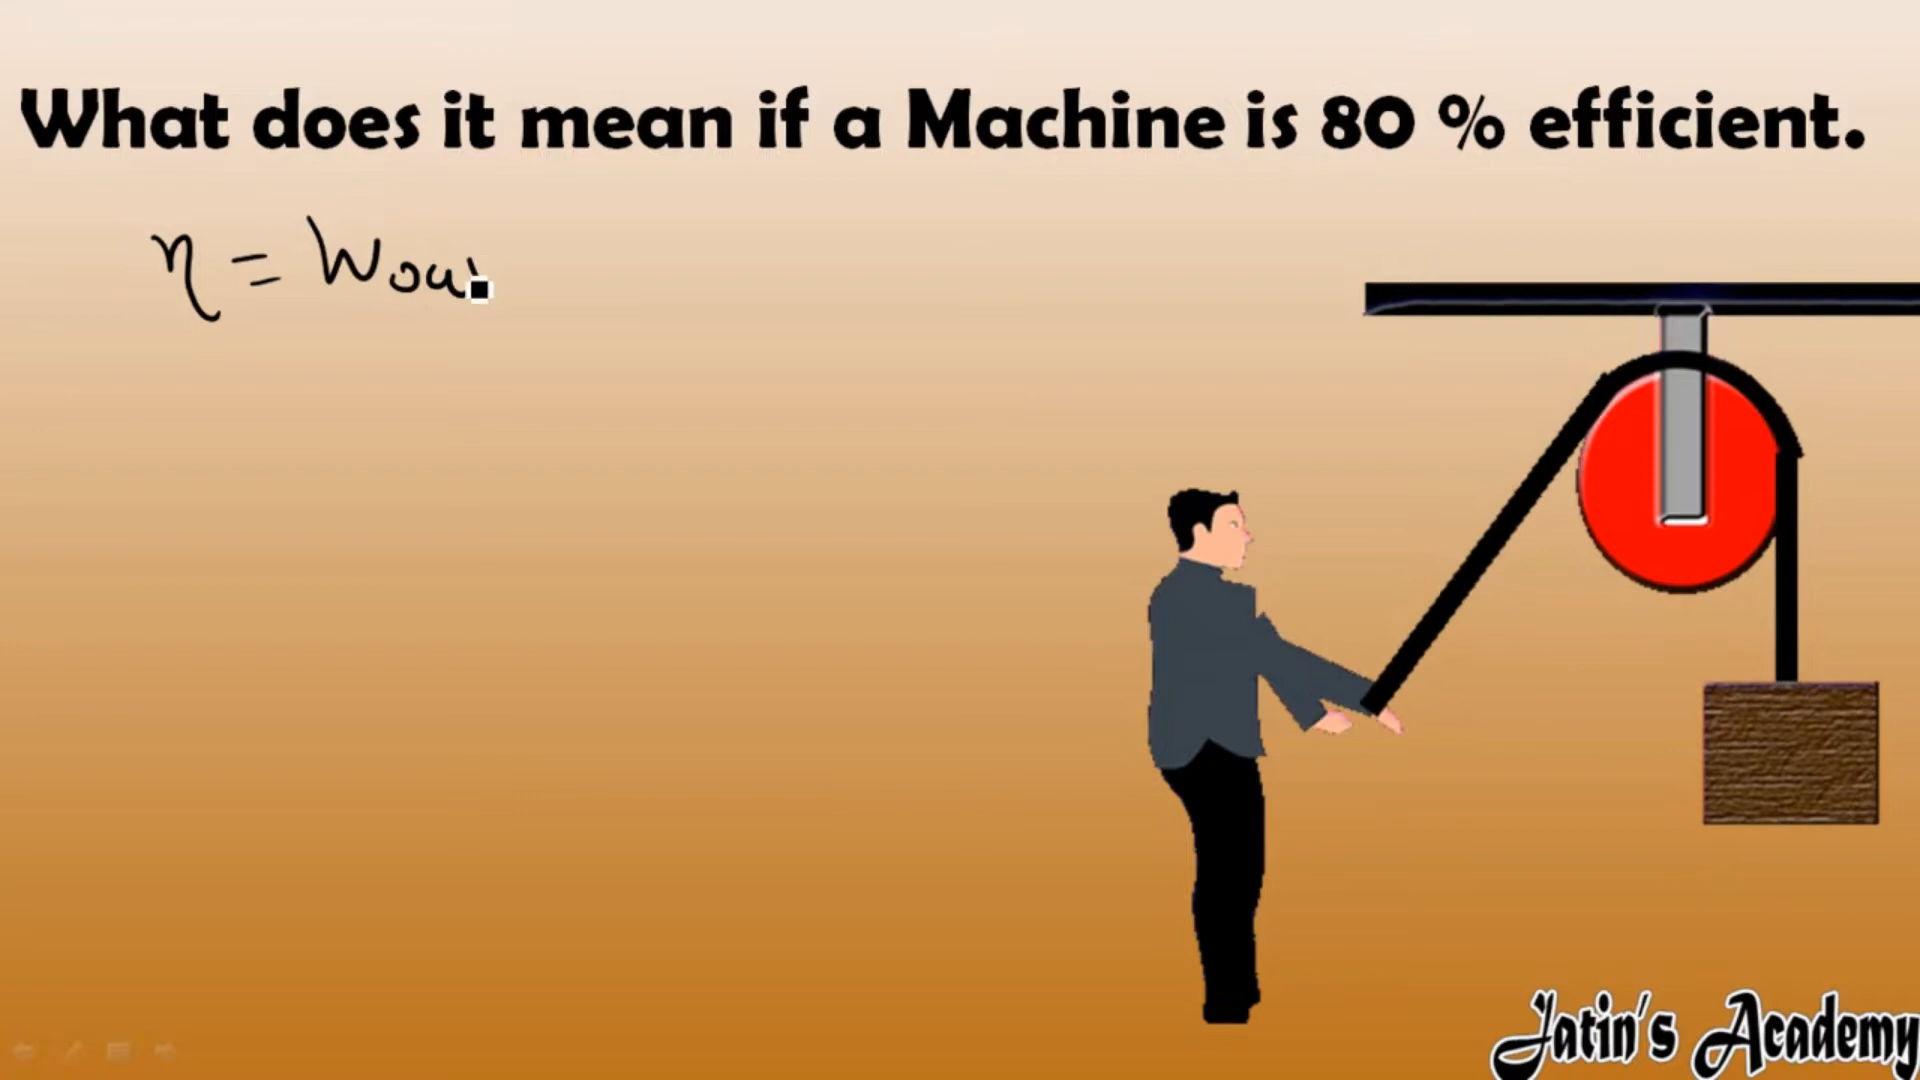 What does it mean if a Machine is 80 % efficient.
η = Wou
Jatin's Academy